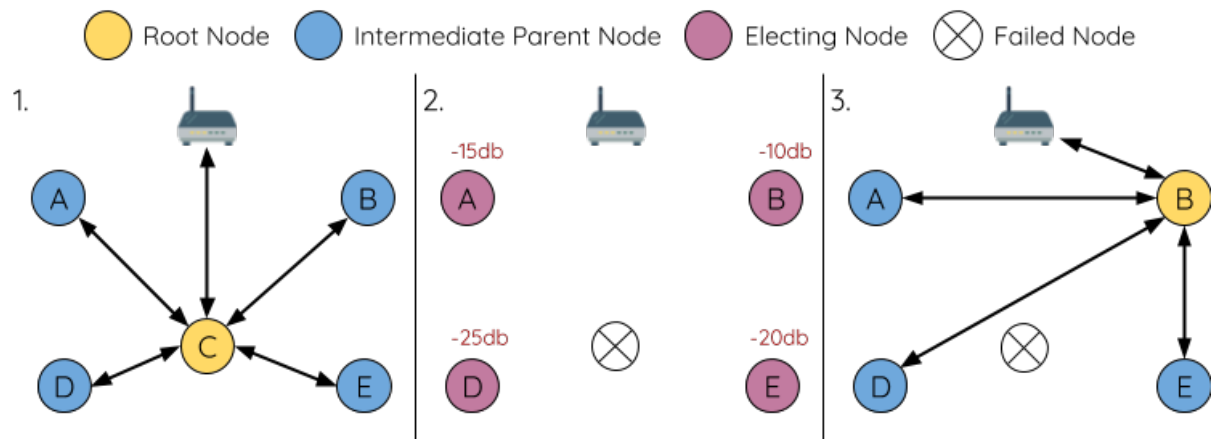 Root Node Intermediate Parent Node Electing Node Failed Node
1.
A
B
C
D
E
2.
-15db
-10db
A
B
-25db
-20db
D
E
3.
A
B
D
E